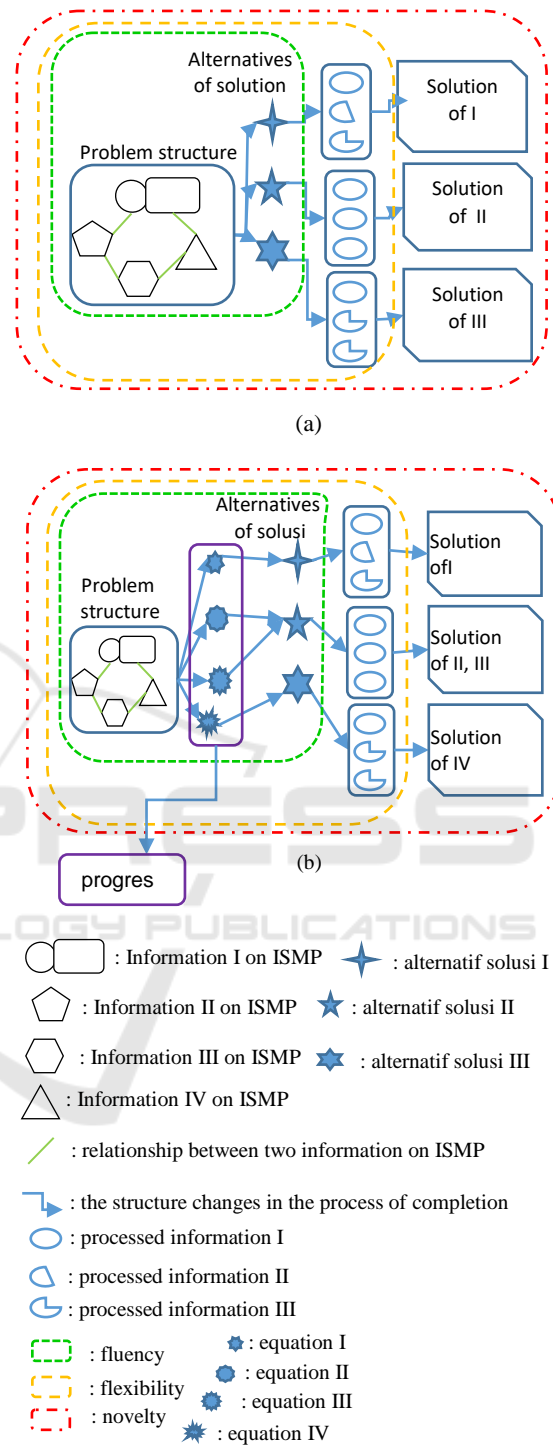 Alternatives
of solution
Problem structure
Solution
of I
Solution
of II
Solution
of III
(a)
Alternatives
of solusi
Problem
structure
Solution
ofI
Solution
of II, III
Solution
of IV
progres
(b)
PRESS
LOGY PUBLICATIONS
: Information I on ISMP : alternatif solusi I
: Information II on ISMP : alternatif solusi II
: Information III on ISMP : alternatif solusi III
: Information IV on ISMP
: relationship between two information on ISMP
: the structure changes in the process of completion
: processed information I
: processed information II
: processed information III
: fluency : equation I
: flexibility : equation II
: novelty : equation III
: equation IV